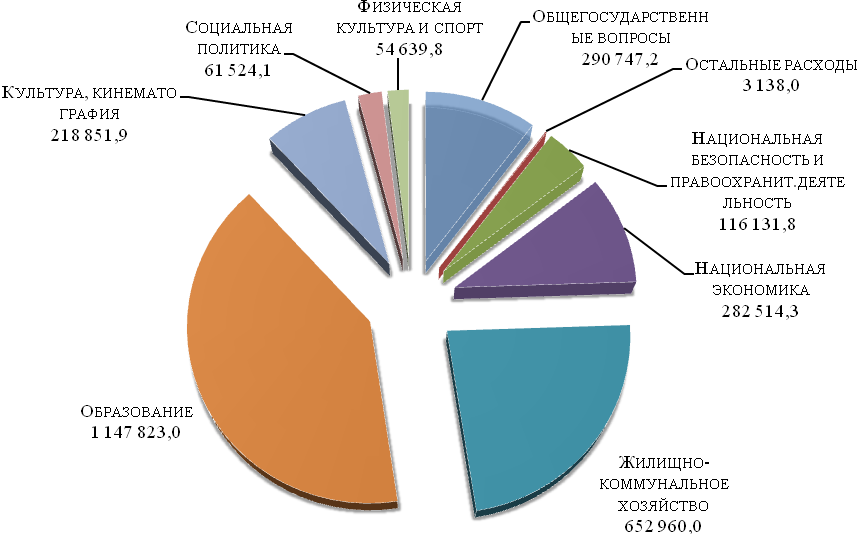 Физическая
культура и спорт
54 639,8
Общегосударственн
ые вопросы
290 747,2
Социальная
политика
61 524,1
Остальные расходы
3 138,0
Культура, кинемато
графия
218 851,9
Национальная
безопасность и
правоохранит.деяте
льность
116 131,8
Национальная
экономика
282 514,3
Образование
1 147 823,0
Жилищно-
коммунальное
хозяйство
652 960,0